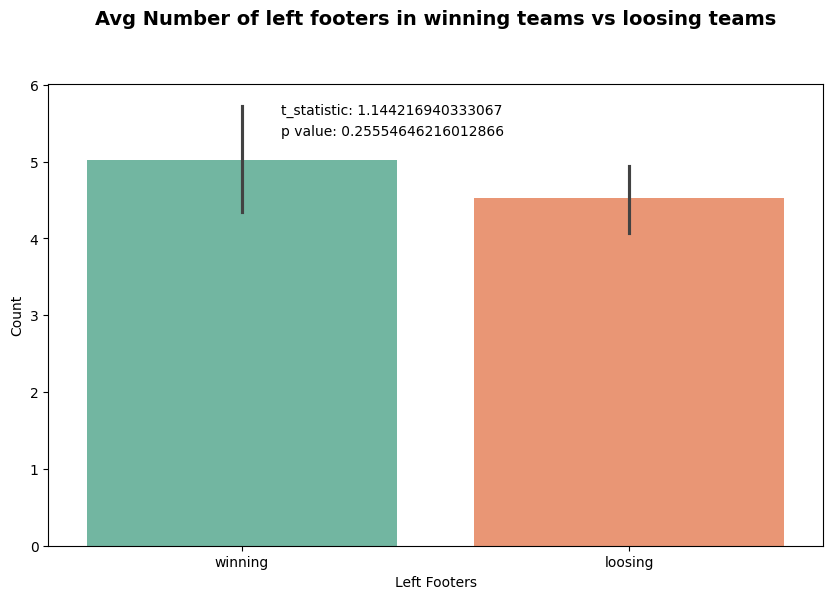 Avg Number of left footers in winning teams vs loosing teams
6
t_statistic: 1.144216940333067
p value: 0.25554646216012866
5
4
3
2
1
0
Count
winning
loosing
Left Footers